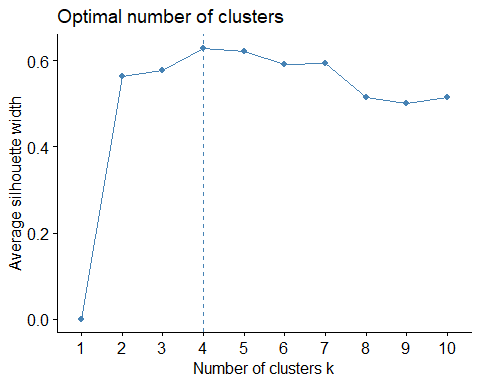 Optimal number of clusters
Average silhouette width
0.6
0.4
0.2
0.0
1 2 3 4 5 6 7 8 9 10
Number of clusters k